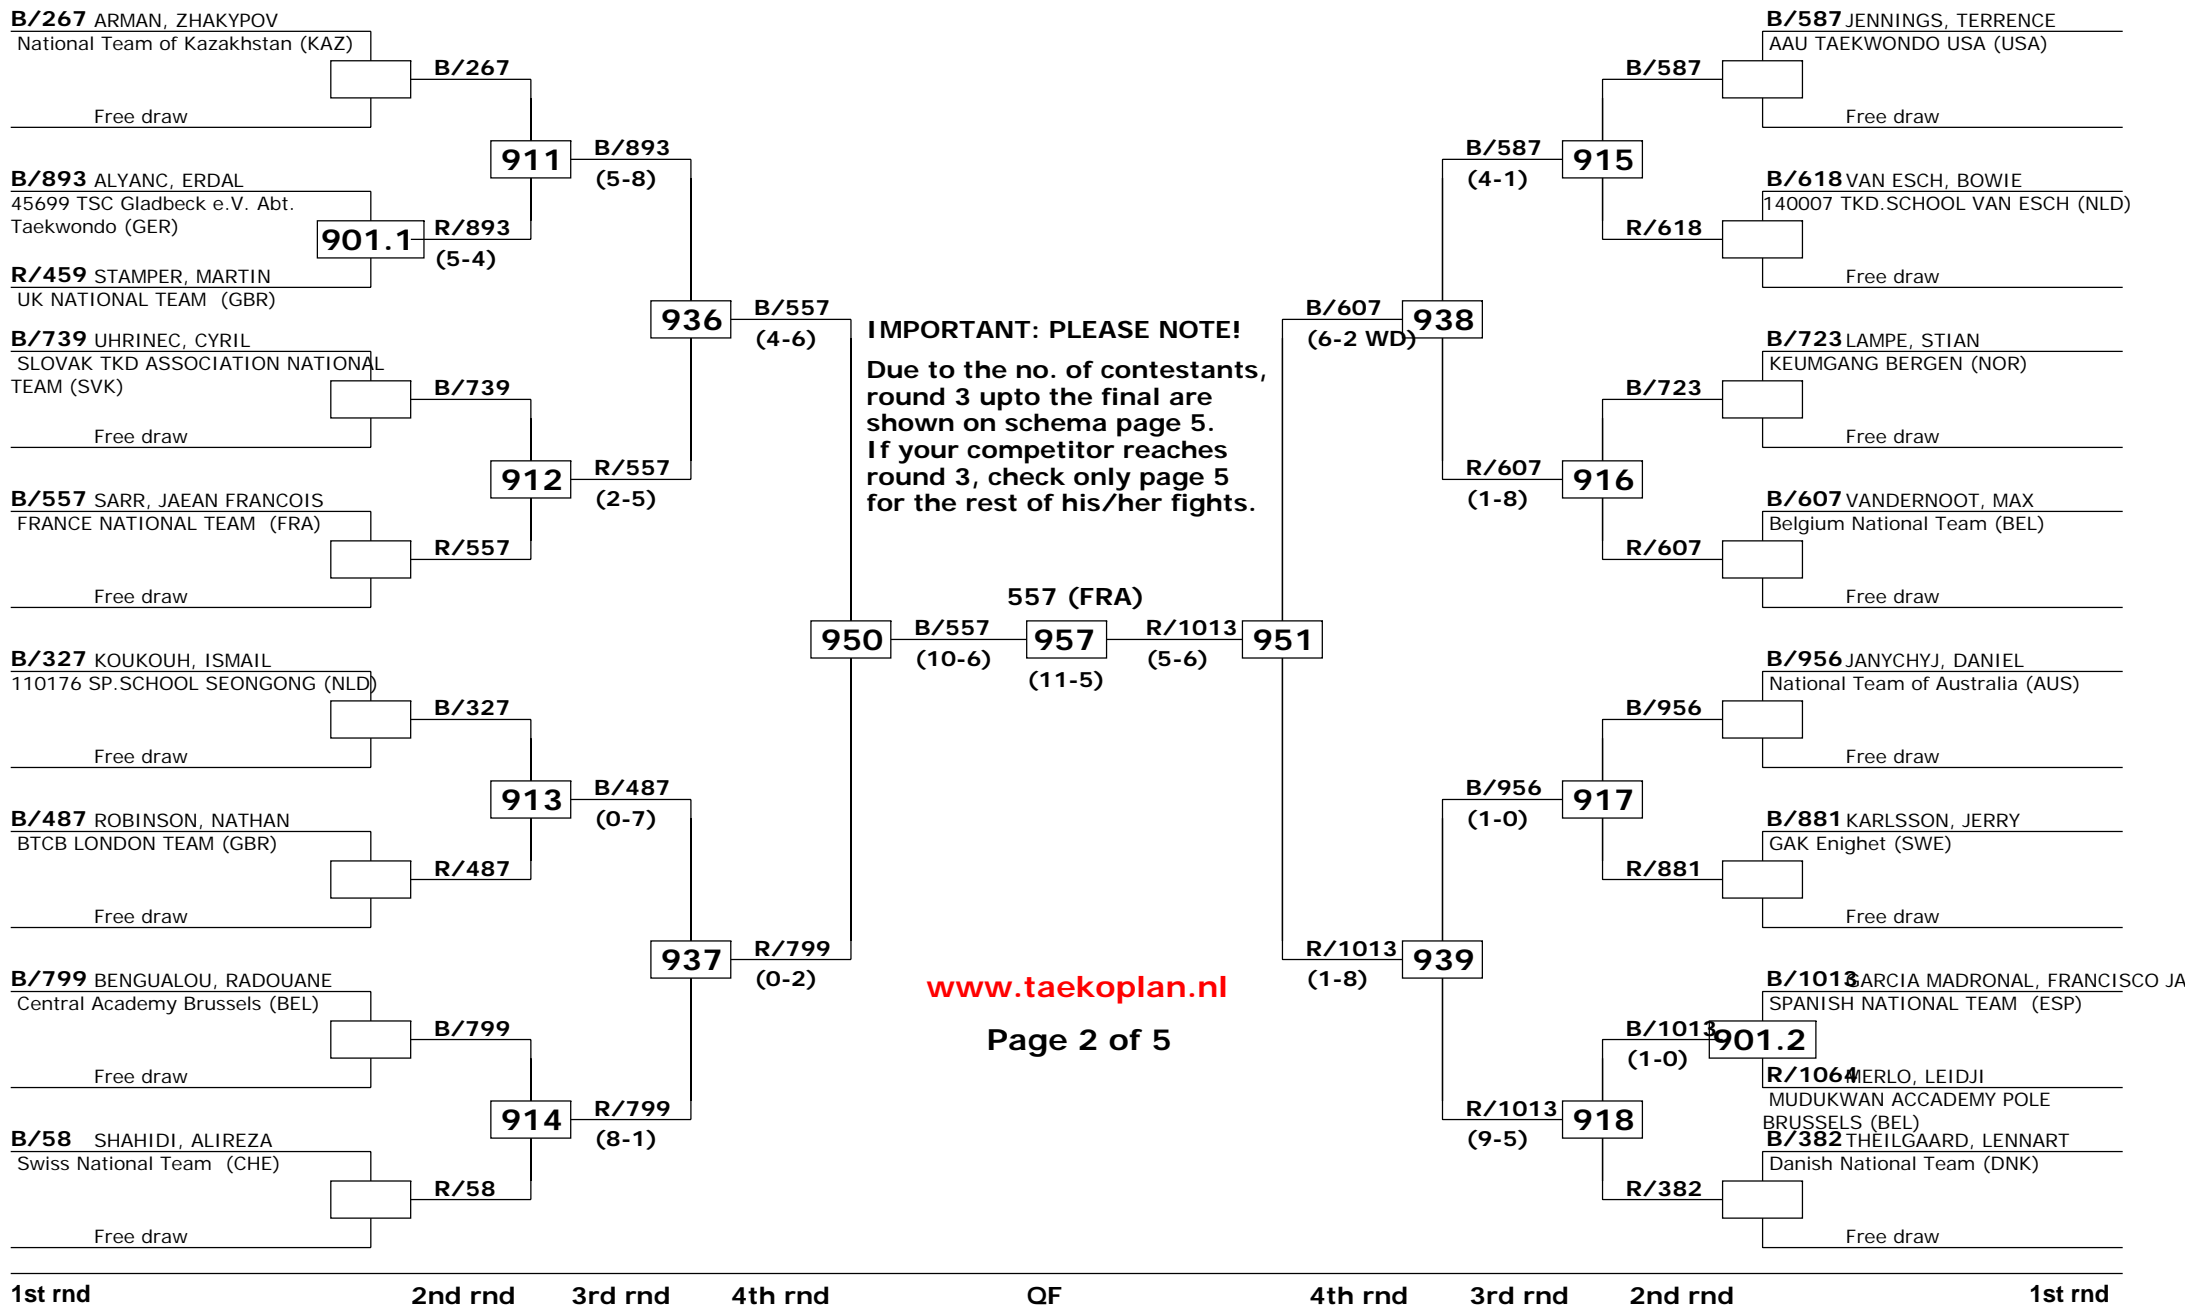 B/267 ARMAN, ZHAKYPOV
National Team of Kazakhstan (KAZ)
B/267
Free draw
911
B/893
(5-8)
B/893 ALYANC, ERDAL
45699 TSC Gladbeck e.V. Abt.
Taekwondo (GER)
901.1
R/893
(5-4)
R/459 STAMPER, MARTIN
UK NATIONAL TEAM (GBR)
936
B/557
(4-6)
B/739 UHRINEC, CYRIL
SLOVAK TKD ASSOCIATION NATIONAL
TEAM (SVK)
B/739
Free draw
912
R/557
(2-5)
B/557 SARR, JAEAN FRANCOIS
FRANCE NATIONAL TEAM (FRA)
R/557
Free draw
950
B/557
(10-6)
B/327 KOUKOUH, ISMAIL
110176 SP.SCHOOL SEONGONG (NLD)
B/327
Free draw
913
B/487
(0-7)
B/487 ROBINSON, NATHAN
BTCB LONDON TEAM (GBR)
R/487
Free draw
937
R/799
(0-2)
B/799 BENGUALOU, RADOUANE
Central Academy Brussels (BEL)
B/799
Free draw
914
R/799
(8-1)
B/58 SHAHIDI, ALIREZA
Swiss National Team (CHE)
R/58
Free draw
IMPORTANT: PLEASE NOTE!
Due to the no. of contestants,
round 3 upto the final are
shown on schema page 5.
If your competitor reaches
round 3, check only page 5
for the rest of his/her fights.
557 (FRA)
957
(11-5)
www.taekoplan.nl
Page 2 of 5
B/587 JENNINGS, TERRENCE
AAU TAEKWONDO USA (USA)
B/587
Free draw
B/587
(4-1)
915
B/618 VAN ESCH, BOWIE
140007 TKD.SCHOOL VAN ESCH (NLD)
R/618
Free draw
B/607
(6-2 WD)
938
B/723 LAMPE, STIAN
KEUMGANG BERGEN (NOR)
B/723
Free draw
R/607
(1-8)
916
B/607 VANDERNOOT, MAX
Belgium National Team (BEL)
R/607
Free draw
R/1013
(5-6)
951
B/956 JANYCHYJ, DANIEL
National Team of Australia (AUS)
B/956
Free draw
B/956
(1-0)
917
B/881 KARLSSON, JERRY
GAK Enighet (SWE)
R/881
Free draw
R/1013
(1-8)
939
B/1013 GARCIA MADRONAL, FRANCISCO JA
SPANISH NATIONAL TEAM (ESP)
B/1013
(1-0)
901.2
R/1064 MERLO, LEIDJI
MUDUKWAN ACCADEMY POLE
BRUSSELS (BEL)
R/1013
(9-5)
918
B/382 THEILGAARD, LENNART
Danish National Team (DNK)
R/382
Free draw
1st rnd 2nd rnd 3rd rnd 4th rnd QF 4th rnd 3rd rnd 2nd rnd 1st rnd